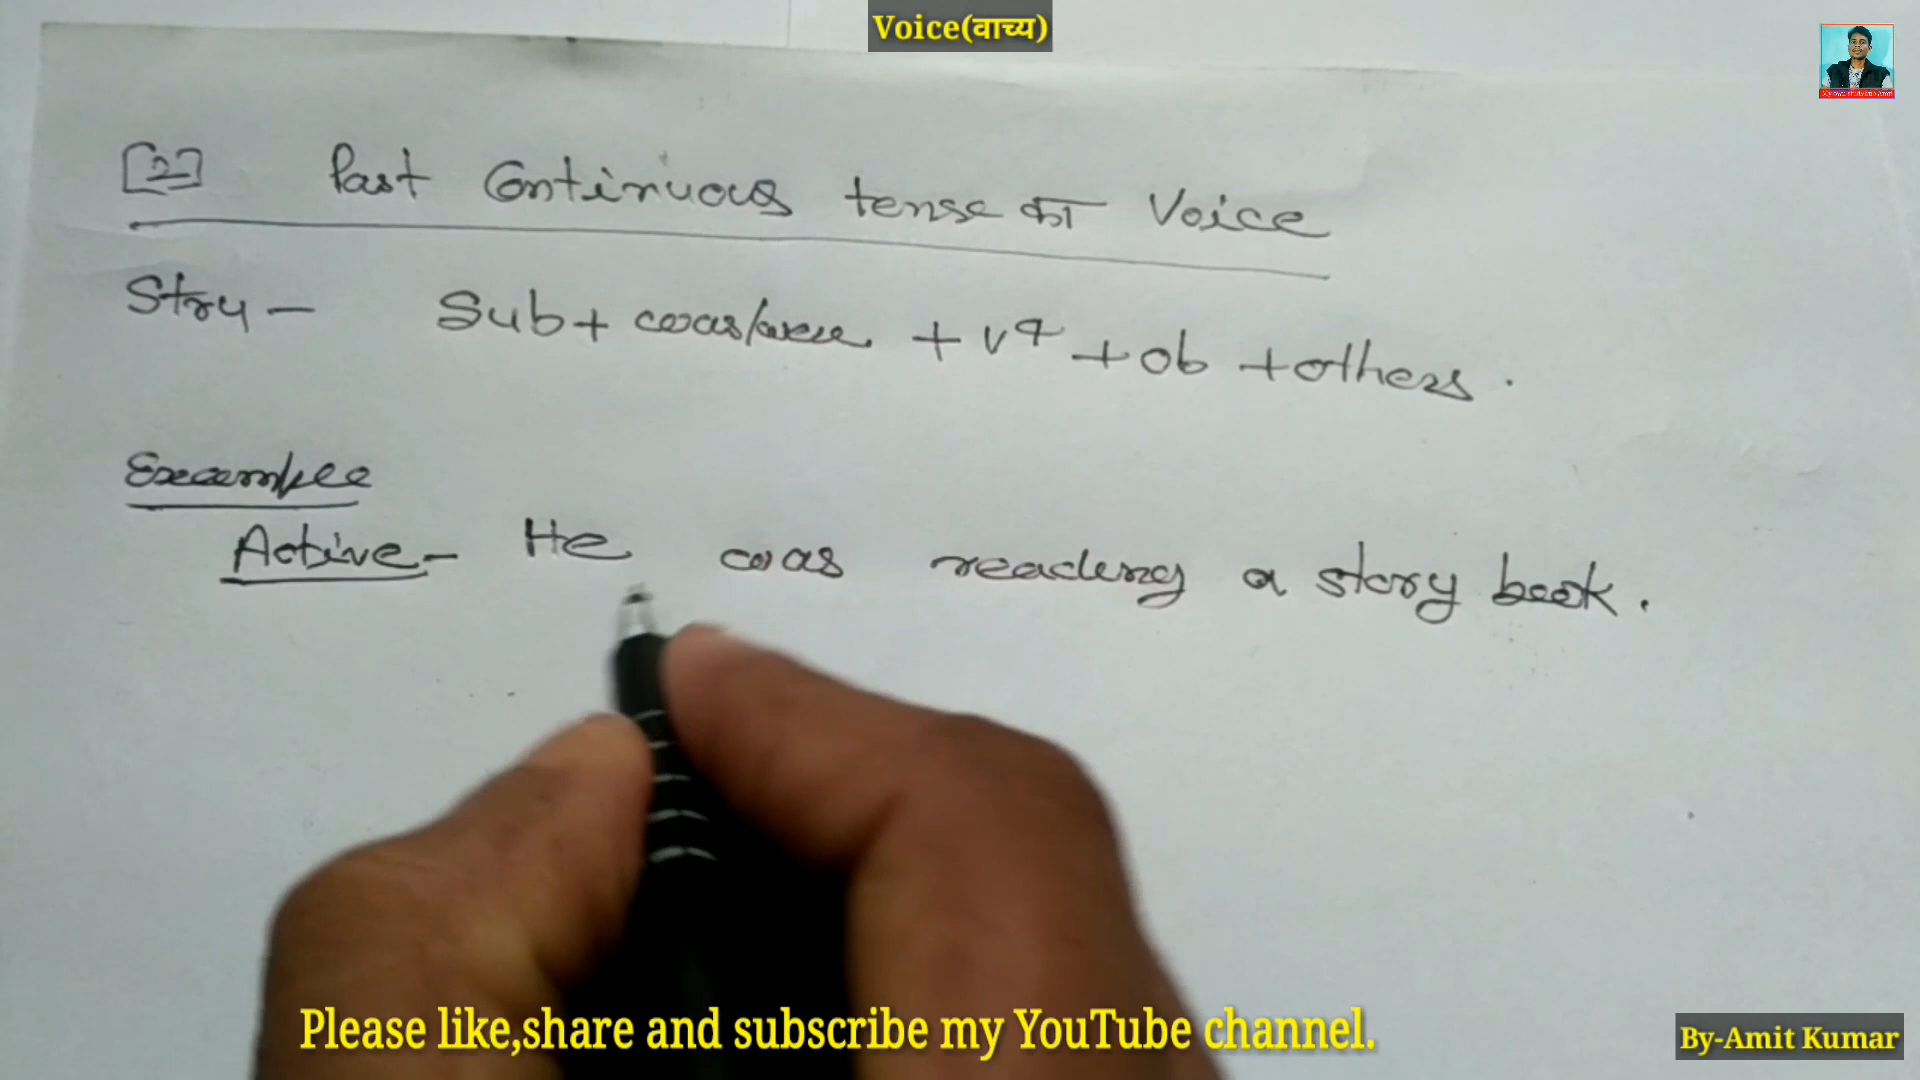 Voice(वाच्य)
[2] Past Continuous tense का Voice
Stru - Sub + was/were + v4 + ob + others.
Example
Active - He was reading a story book.
Please like,share and subscribe my YouTube channel.
By-Amit Kumar